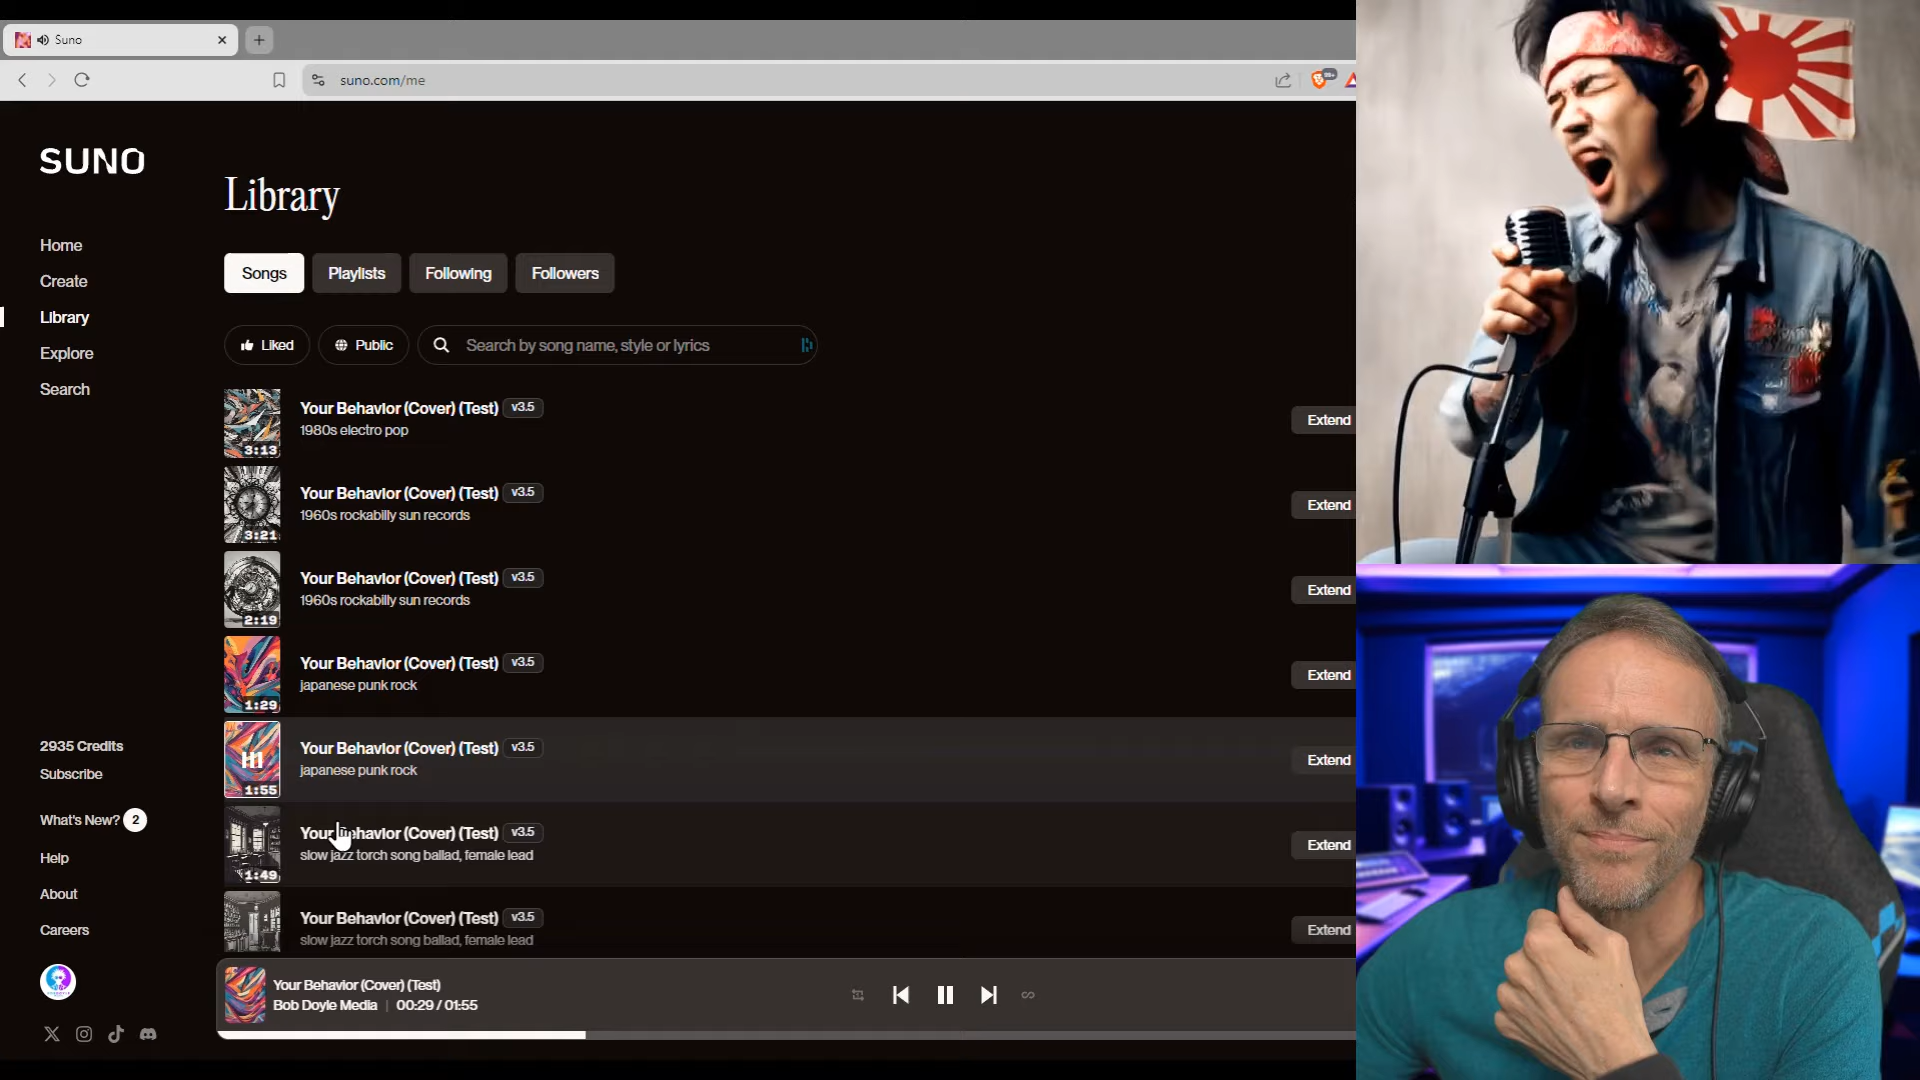 Suno
suno.com/me
99+
SUNO
Library
Home
Create
Library
Explore
Search
Songs
Playlists
Following
Followers
Liked
Public
Search by song name, style or lyrics
Your Behavior (Cover) (Test) v3.5
1980s electro pop
3:13
Extend
Your Behavior (Cover) (Test) v3.5
1960s rockabilly sun records
3:21
Extend
Your Behavior (Cover) (Test) v3.5
1960s rockabilly sun records
2:19
Extend
Your Behavior (Cover) (Test) v3.5
japanese punk rock
1:29
Extend
Your Behavior (Cover) (Test) v3.5
japanese punk rock
1:55
Extend
Your Behavior (Cover) (Test) v3.5
slow jazz torch song ballad, female lead
1:49
Extend
Your Behavior (Cover) (Test) v3.5
slow jazz torch song ballad, female lead
Extend
2935 Credits
Subscribe
What's New? 2
Help
About
Careers
Your Behavior (Cover) (Test)
Bob Doyle Media | 00:29 / 01:55